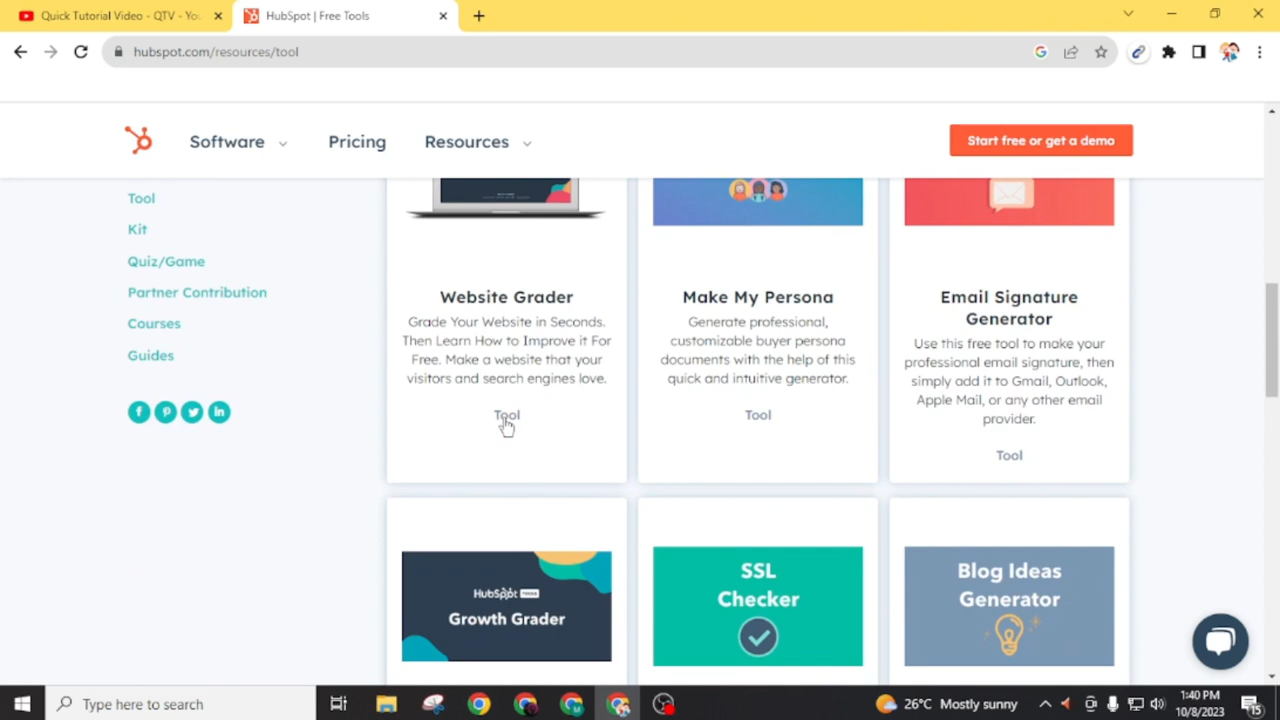 Quick Tutorial Video - QTV - Yo
HubSpot | Free Tools
hubspot.com/resources/tool
Software
Pricing
Resources
Start free or get a demo
Tool
Kit
Quiz/Game
Partner Contribution
Courses
Guides
Website Grader
Grade Your Website in Seconds.
Then Learn How to Improve it For
Free. Make a website that your
visitors and search engines love.
Tool
Make My Persona
Generate professional,
customizable buyer persona
documents with the help of this
quick and intuitive generator.
Tool
Email Signature
Generator
Use this free tool to make your
professional email signature, then
simply add it to Gmail, Outlook,
Apple Mail, or any other email
provider.
Tool
HubSpot
Growth Grader
SSL
Checker
Blog Ideas
Generator
Type here to search
26°C Mostly sunny
1:40 PM
10/8/2023
15